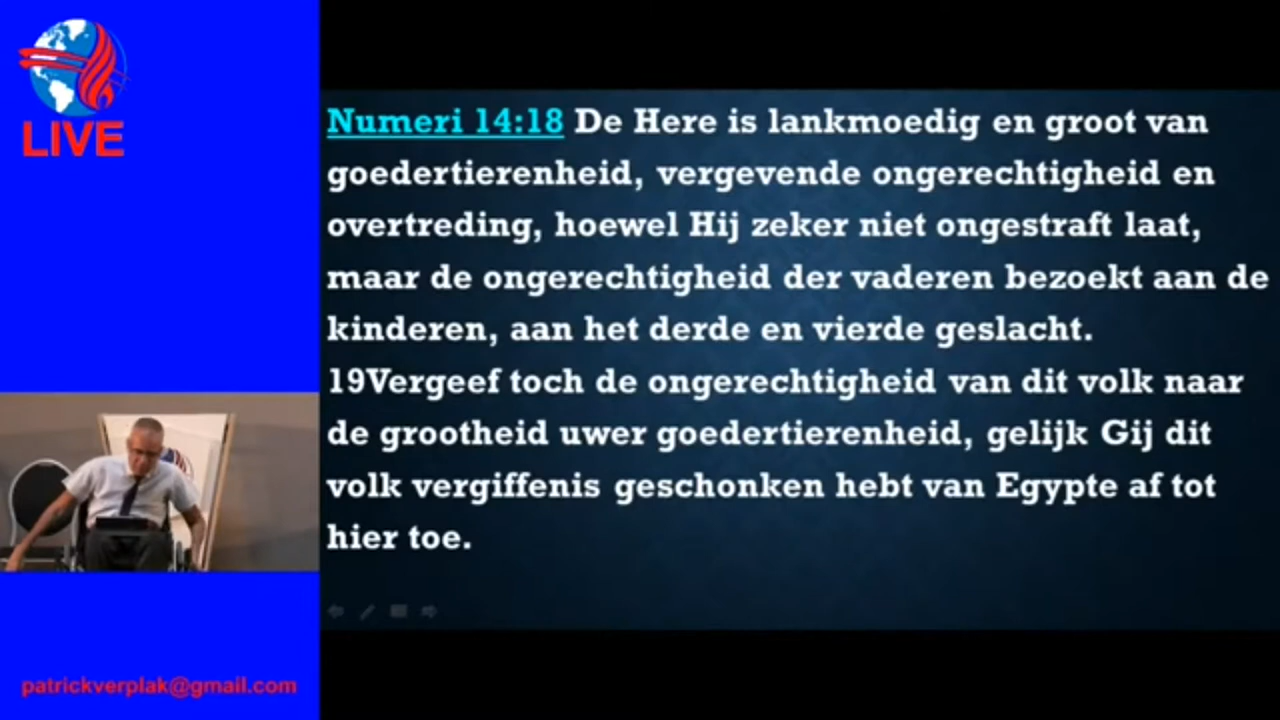 LIVE
Numeri 14:18 De Here is lankmoedig en groot van
goedertierenheid, vergevende ongerechtigheid en
overtreding, hoewel Hij zeker niet ongestraft laat,
maar de ongerechtigheid der vaderen bezoekt aan de
kinderen, aan het derde en vierde geslacht.
19Vergeef toch de ongerechtigheid van dit volk naar
de grootheid uwer goedertierenheid, gelijk Gij dit
volk vergiffenis geschonken hebt van Egypte af tot
hier toe.
patrickverplak@gmail.com